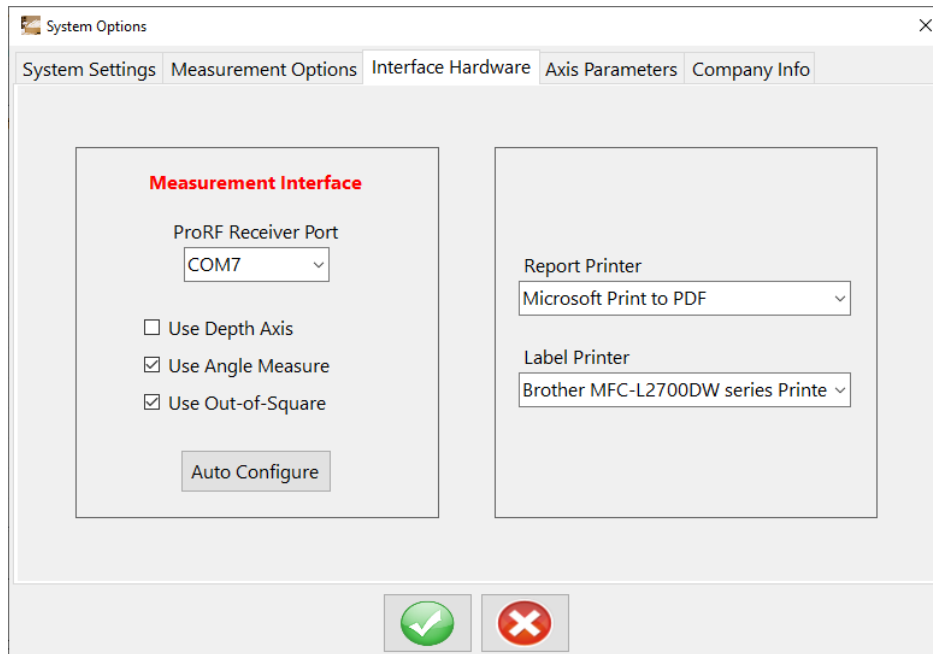 System Options
System Settings Measurement Options Interface Hardware Axis Parameters Company Info
Measurement Interface
ProRF Receiver Port
COM7
Use Depth Axis
Use Angle Measure
Use Out-of-Square
Auto Configure
Report Printer
Microsoft Print to PDF
Label Printer
Brother MFC-L2700DW series Printe